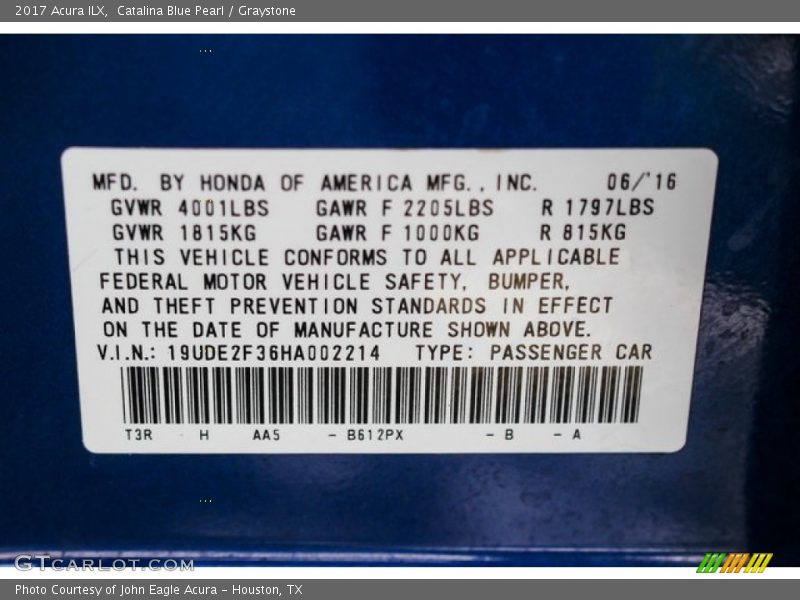 2017 Acura ILX, Catalina Blue Pearl / Graystone
MFD. BY HONDA OF AMERICA MFG., INC. 06/'16
GVWR 4001LBS GAWR F 2205LBS R 1797LBS
GVWR 1815KG GAWR F 1000KG R 815KG
THIS VEHICLE CONFORMS TO ALL APPLICABLE
FEDERAL MOTOR VEHICLE SAFETY, BUMPER,
AND THEFT PREVENTION STANDARDS IN EFFECT
ON THE DATE OF MANUFACTURE SHOWN ABOVE.
V.I.N.: 19UDE2F36HA002214 TYPE: PASSENGER CAR
T3R H AA5 - B612PX - B - A
GTCARLOT.COM
Photo Courtesy of John Eagle Acura - Houston, TX